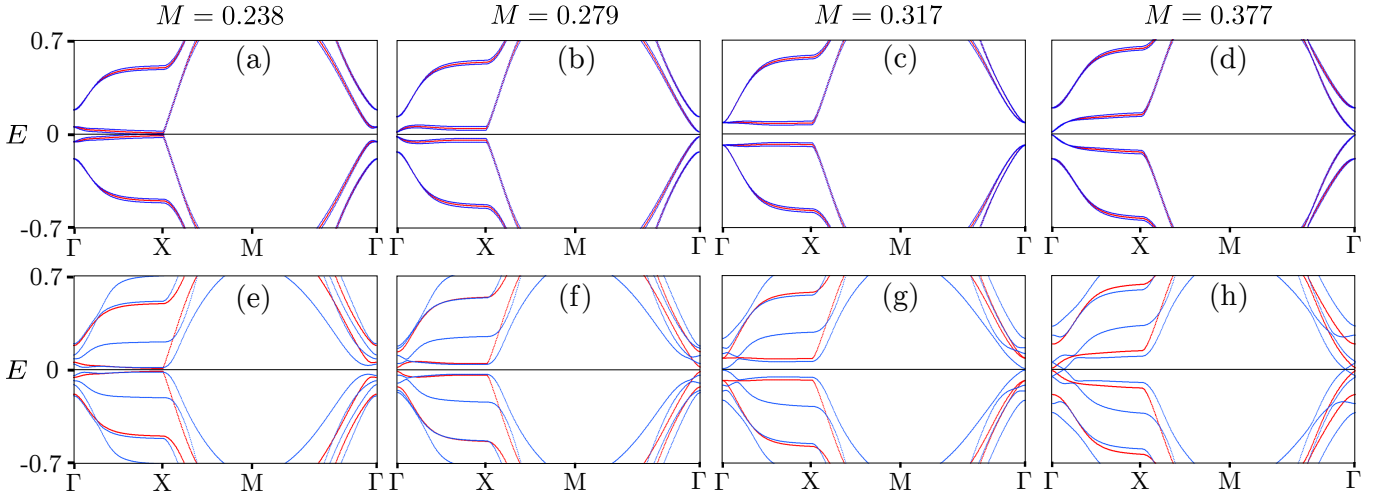 M = 0.238 M = 0.279 M = 0.317 M = 0.377
0.7 (a) (b) (c) (d)
E 0
-0.7
Γ X M Γ Γ X M Γ Γ X M Γ Γ X M Γ
0.7 (e) (f) (g) (h)
E 0
-0.7
Γ X M Γ Γ X M Γ Γ X M Γ Γ X M Γ